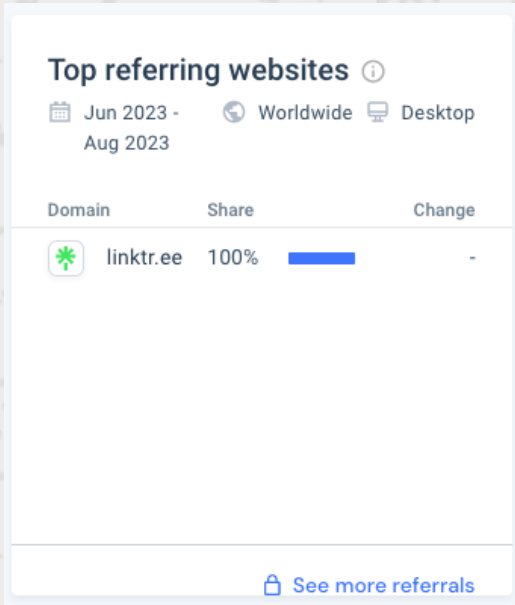 Top referring websites
Jun 2023 - Worldwide Desktop
Aug 2023
Domain Share Change
linktr.ee 100% -
See more referrals